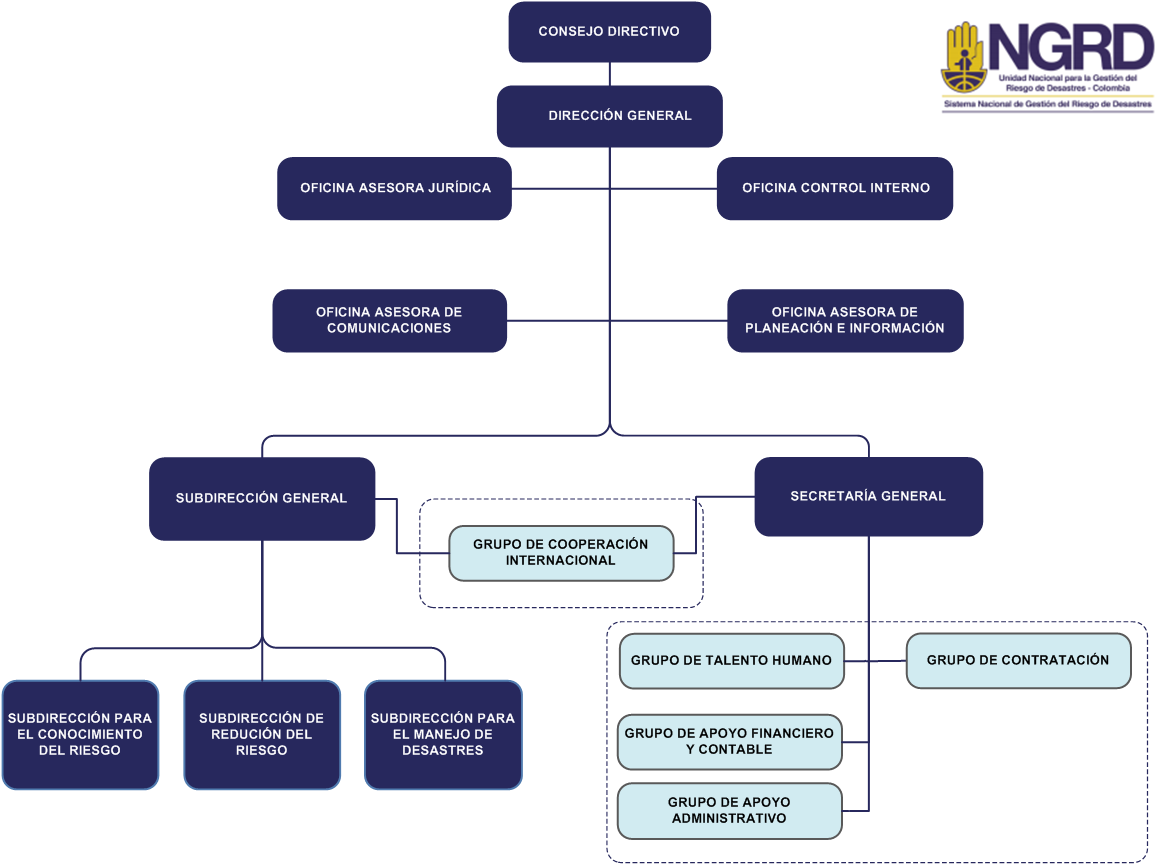 CONSEJO DIRECTIVO
NGRD
Unidad Nacional para la Gestión del
Riesgo de Desastres - Colombia
Sistema Nacional de Gestión del Riesgo de Desastres
DIRECCIÓN GENERAL
OFICINA ASESORA JURÍDICA
OFICINA CONTROL INTERNO
OFICINA ASESORA DE
COMUNICACIONES
OFICINA ASESORA DE
PLANEACIÓN E INFORMACIÓN
SUBDIRECCIÓN GENERAL
SECRETARÍA GENERAL
GRUPO DE COOPERACIÓN
INTERNACIONAL
GRUPO DE TALENTO HUMANO
GRUPO DE CONTRATACIÓN
SUBDIRECCIÓN PARA
EL CONOCIMIENTO
DEL RIESGO
SUBDIRECCIÓN DE
REDUCIÓN DEL
RIESGO
SUBDIRECCIÓN PARA
EL MANEJO DE
DESASTRES
GRUPO DE APOYO FINANCIERO
Y CONTABLE
GRUPO DE APOYO
ADMINISTRATIVO